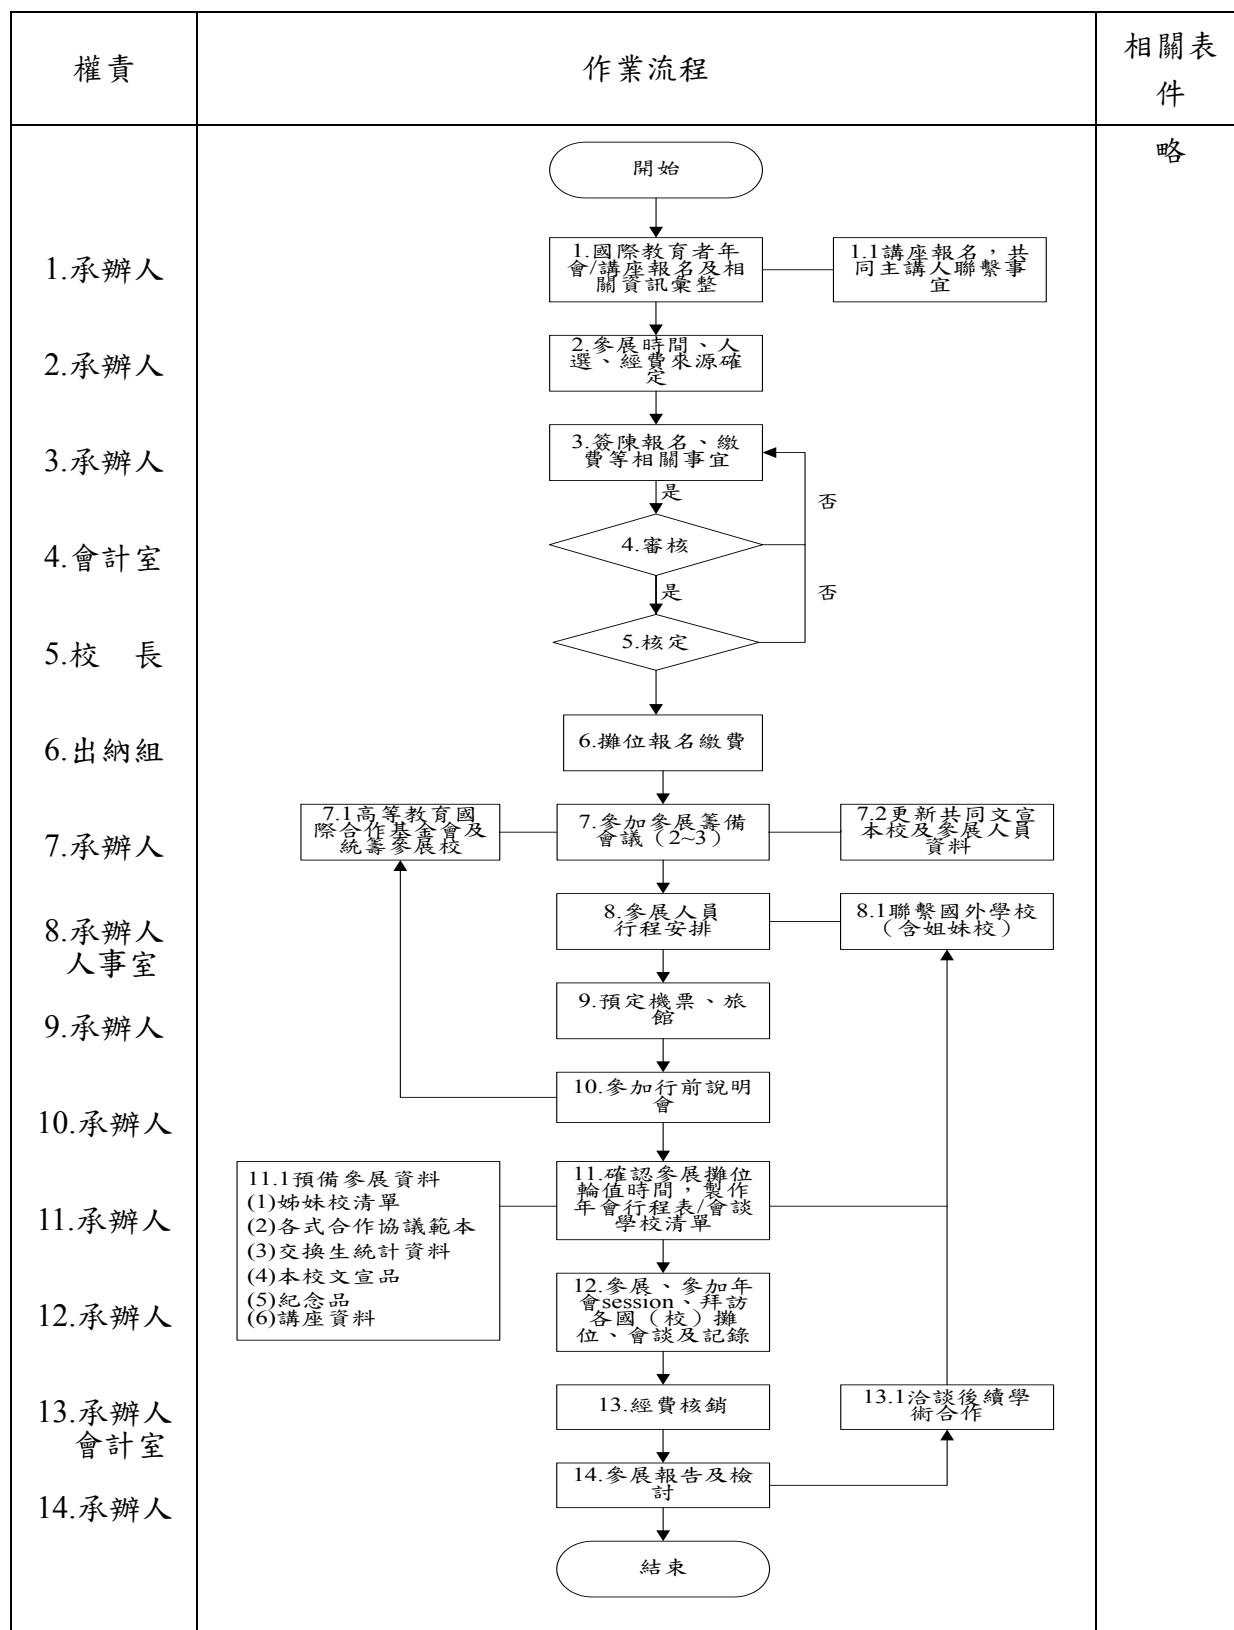 權責
作業流程
相關表
件
略
開始
1.承辦人
1.國際教育者年
會/講座報名及相
關資訊彙整
1.1講座報名，共
同主講人聯繫事
宜
2.承辦人
2.參展時間、人
選、經費來源確
定
3.承辦人
3.簽陳報名、繳
費等相關事宜
是
否
4.會計室
4.審核
是
否
5.校　長
5.核定
6.出納組
6.攤位報名繳費
7.承辦人
7.1高等教育國
際合作基金會及
統籌參展校
7.參加參展籌備
會議（2~3）
7.2更新共同文宣
本校及參展人員
資料
8.承辦人
人事室
8.參展人員
行程安排
8.1聯繫國外學校
（含姐妹校）
9.承辦人
9.預定機票、旅
館
10.承辦人
10.參加行前說明
會
11.承辦人
11.1預備參展資料
(1)姊妹校清單
(2)各式合作協議範本
(3)交換生統計資料
(4)本校文宣品
(5)紀念品
(6)講座資料
11.確認參展攤位
輪值時間，製作
年會行程表/會談
學校清單
12.承辦人
12.參展、參加年
會session、拜訪
各國（校）攤
位、會談及記錄
13.承辦人
會計室
13.經費核銷
13.1洽談後續學
術合作
14.承辦人
14.參展報告及檢
討
結束